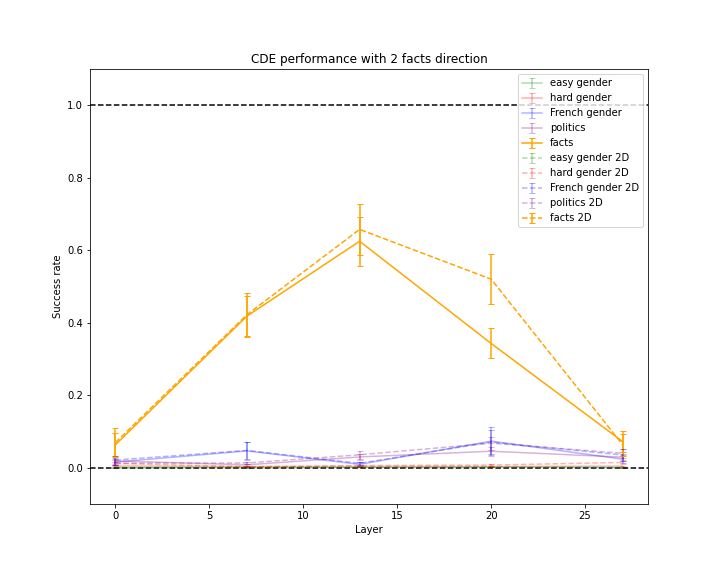 CDE performance with 2 facts direction
easy gender
hard gender
French gender
politics
facts
easy gender 2D
hard gender 2D
French gender 2D
politics 2D
facts 2D
Success rate
1.0
0.8
0.6
0.4
0.2
0.0
0 5 10 15 20 25
Layer